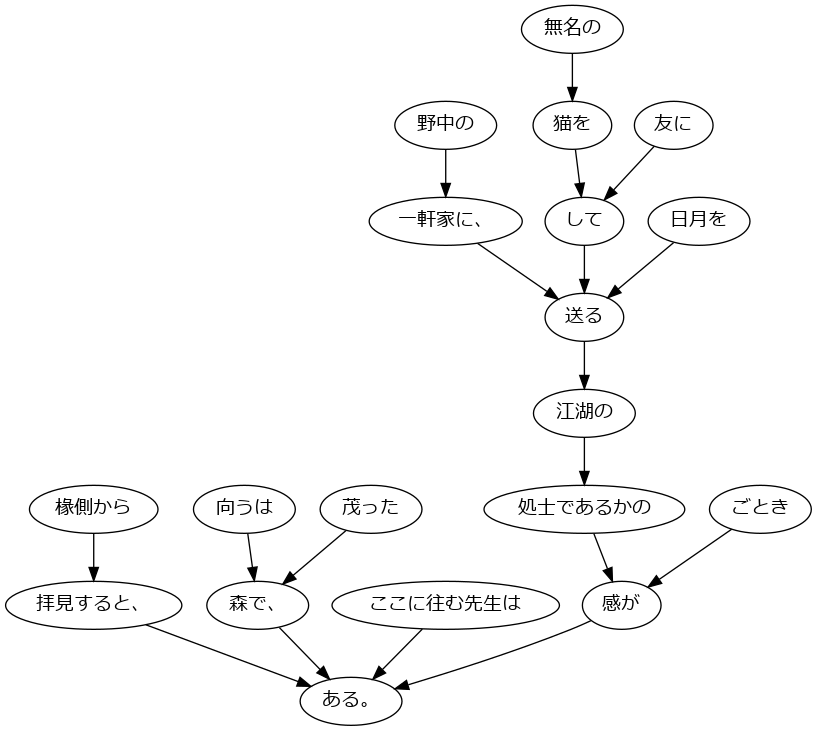 無名の
野中の
猫を
友に
一軒家に、
して
日月を
送る
江湖の
椽側から
向うは
茂った
処士であるかの
ごとき
拝見すると、
森で、
ここに往む先生は
感が
ある。